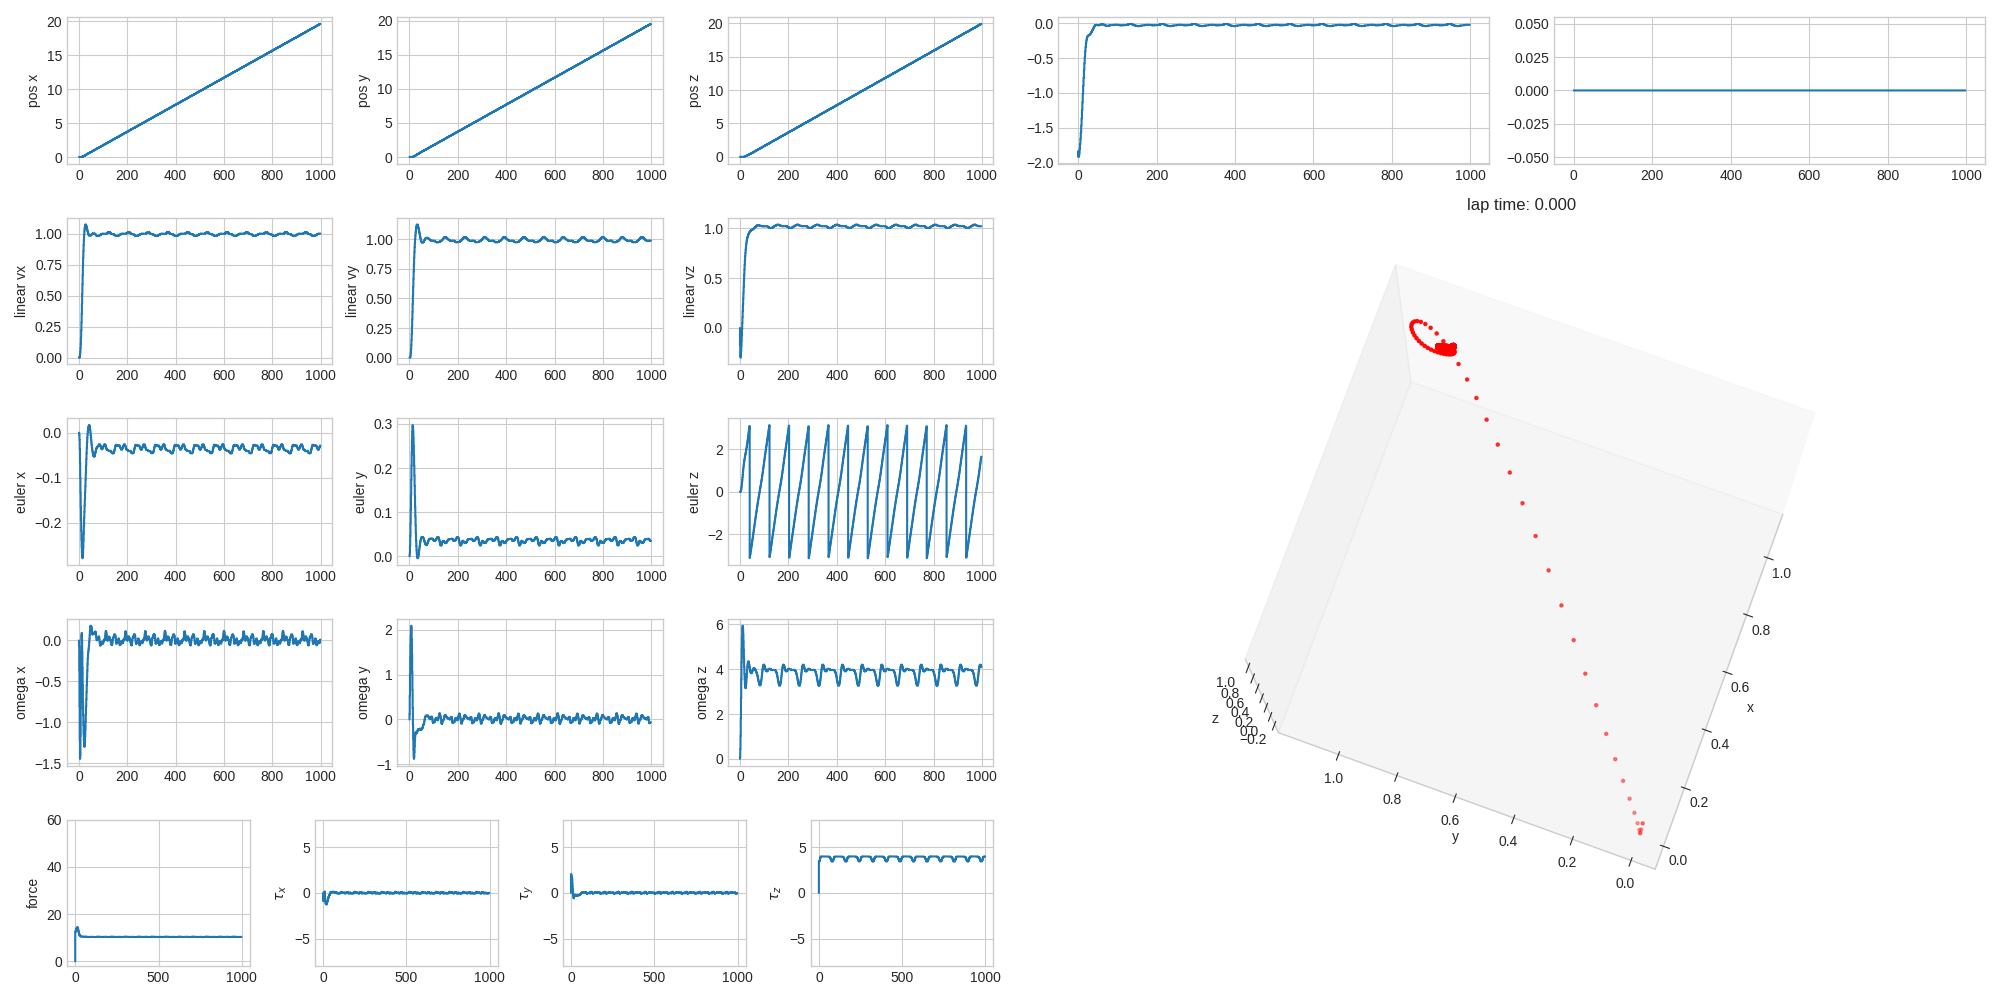 20
15
10
5
0
pos x
0 200 400 600 800 1000
20
15
10
5
0
pos y
0 200 400 600 800 1000
20
15
10
5
0
pos z
0 200 400 600 800 1000
0.0
−0.5
−1.0
−1.5
−2.0
0 200 400 600 800 1000
0.050
0.025
0.000
−0.025
−0.050
0 200 400 600 800 1000
lap time: 0.000
1.00
0.75
0.50
0.25
0.00
linear vx
0 200 400 600 800 1000
1.00
0.75
0.50
0.25
0.00
linear vy
0 200 400 600 800 1000
1.0
0.5
0.0
linear vz
0 200 400 600 800 1000
0.0
−0.1
−0.2
euler x
0 200 400 600 800 1000
0.3
0.2
0.1
0.0
euler y
0 200 400 600 800 1000
2
0
−2
euler z
0 200 400 600 800 1000
0.0
−0.5
−1.0
−1.5
omega x
0 200 400 600 800 1000
2
1
0
−1
omega y
0 200 400 600 800 1000
6
4
2
0
omega z
0 200 400 600 800 1000
60
40
20
0
force
0 500 1000
5
0
−5
τx
0 500 1000
5
0
−5
τy
0 500 1000
5
0
−5
τz
0 500 1000
1.0
0.8
0.6
0.4
0.2
0.0
−0.2
z
1.0
0.8
0.6
0.4
0.2
0.0
y
1.0
0.8
0.6
0.4
0.2
0.0
x